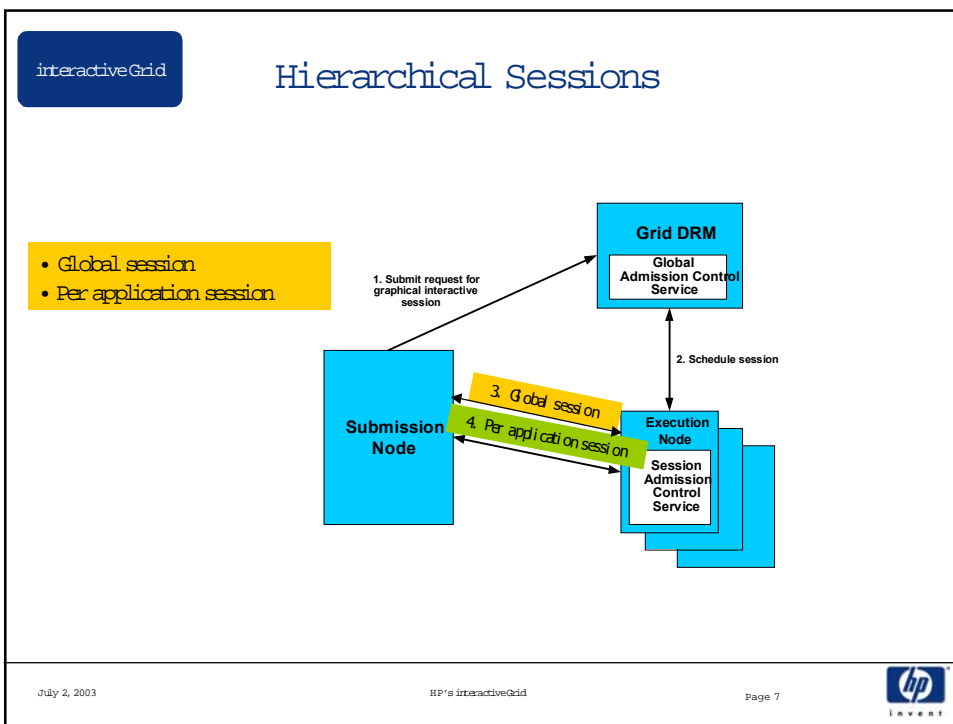 interactiveGrid
Hierarchical Sessions
• Global session
• Per application session
1. Submit request for
graphical interactive
session
Grid DRM
Global
Admission Control
Service
2. Schedule session
3. Global session
4. Per application session
Submission
Node
Execution
Node
Session
Admission
Control
Service
July 2, 2003
HP's interactiveGrid
Page 7
hp
invent